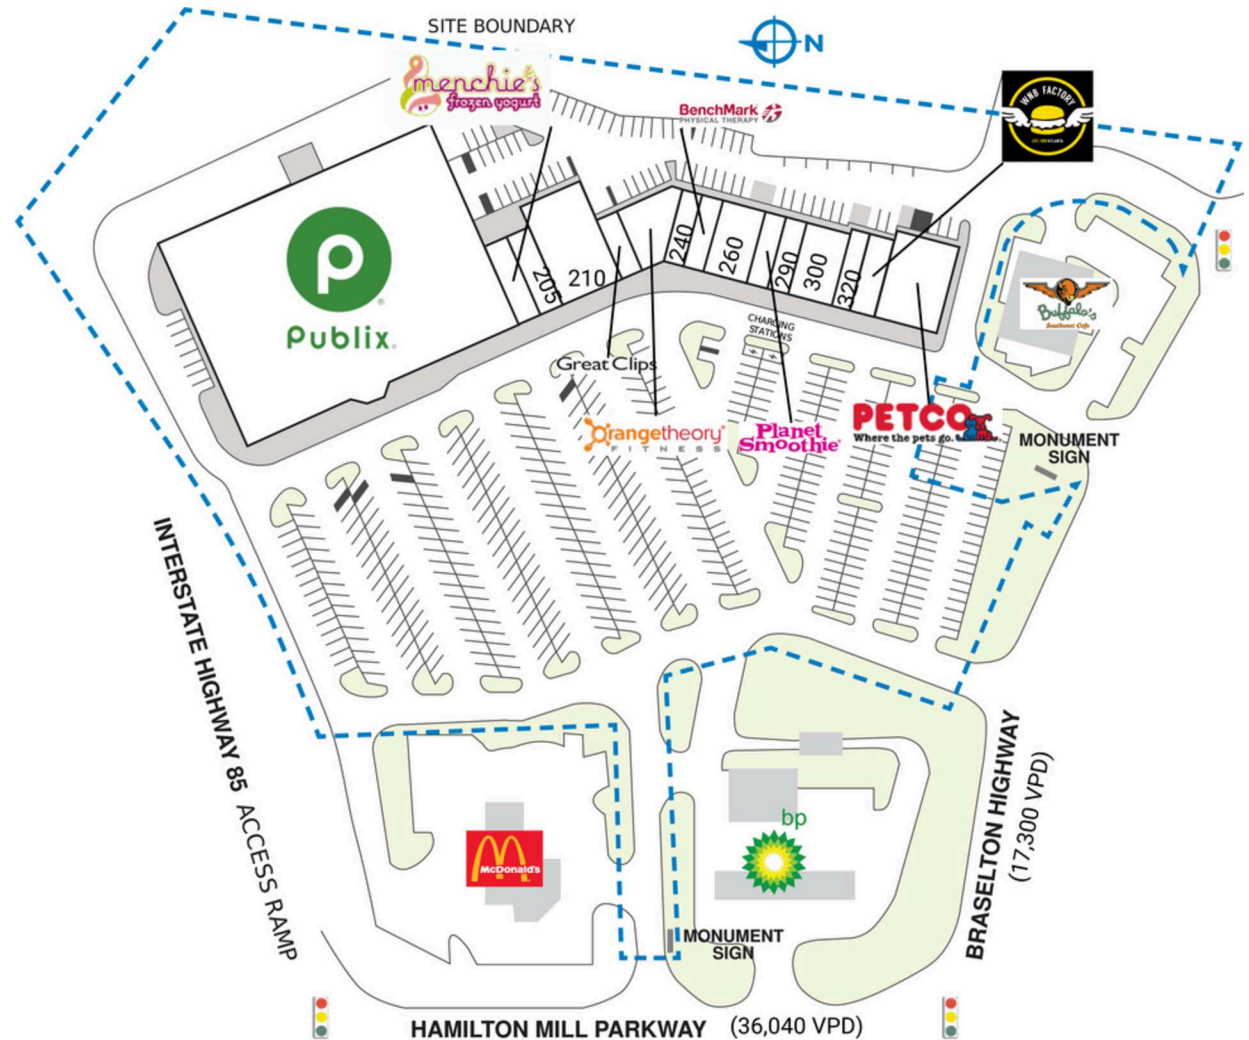 SITE BOUNDARY
N
menchie's
frozen yogurt
BenchMark
PHYSICAL THERAPY
WNB FACTORY
P
Publix.
205
210
240
260
290
300
320
CHARGING
STATIONS
Buffalo's
Southwest Cafe
Great Clips
Orangetheory
FITNESS
Planet
Smoothie
PETCO
Where the pets go.
MONUMENT
SIGN
INTERSTATE HIGHWAY 85 ACCESS RAMP
BRASELTON HIGHWAY
(17,300 VPD)
McDonald's
bp
MONUMENT
SIGN
HAMILTON MILL PARKWAY (36,040 VPD)